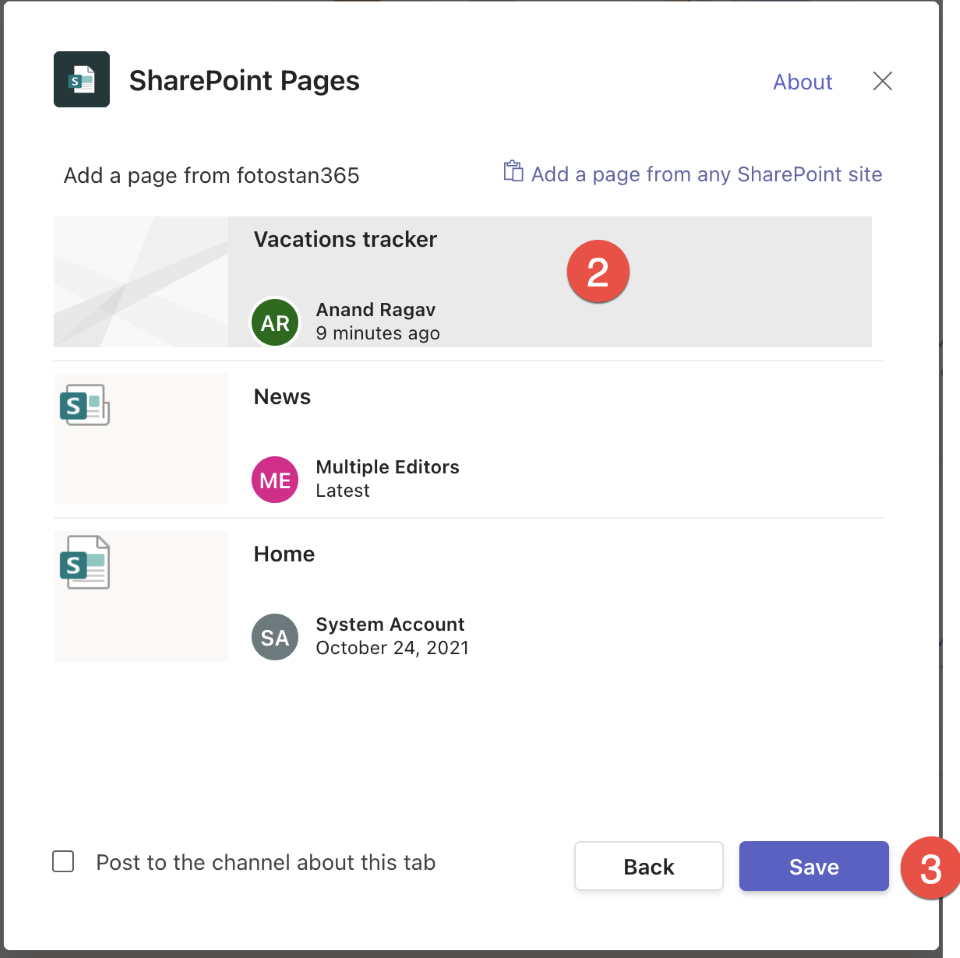 S
SharePoint Pages
About
Add a page from fotostan365
Add a page from any SharePoint site
Vacations tracker
2
AR
Anand Ragav
9 minutes ago
S
News
ME
Multiple Editors
Latest
S
Home
SA
System Account
October 24, 2021
Post to the channel about this tab
Back
Save
3